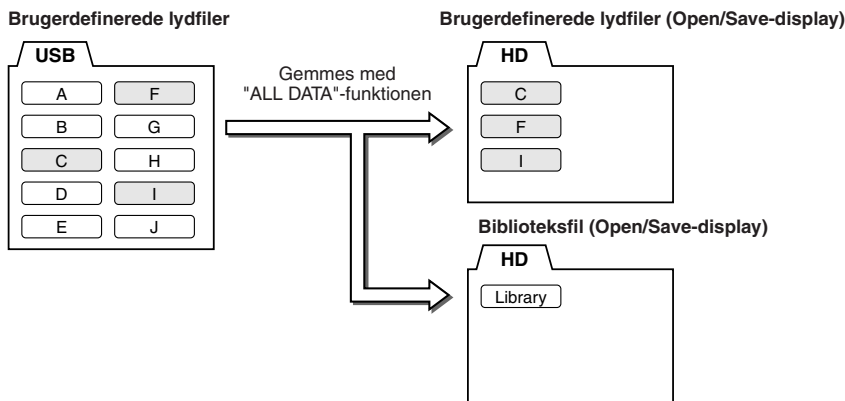 Brugerdefinerede lydfiler
USB
A
F
B
G
C
H
D
I
E
J
Gemmes med
"ALL DATA"-funktionen
Brugerdefinerede lydfiler (Open/Save-display)
HD
C
F
I
Biblioteksfil (Open/Save-display)
HD
Library